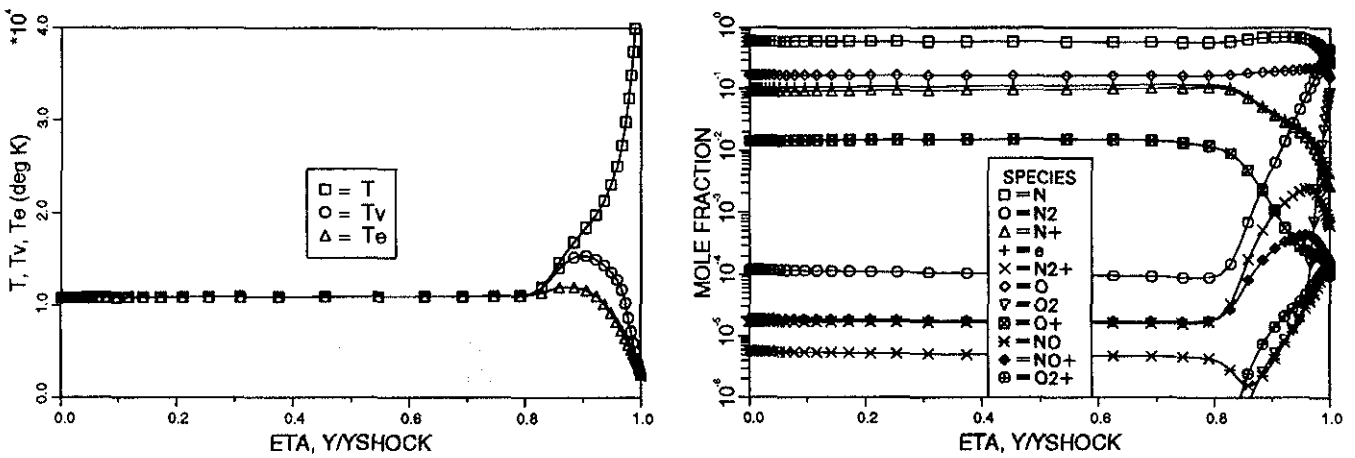 *10⁴
4.0
3.0
2.0
1.0
0.0
T, Tv, Te (deg K)
□ = T
○ = Tv
△ = Te
0.0 0.2 0.4 0.6 0.8 1.0
ETA, Y/YSHOCK
10⁰
10⁻¹
10⁻²
10⁻³
10⁻⁴
10⁻⁵
10⁻⁶
MOLE FRACTION
SPECIES
□ = N
○ = N2
△ = N+
+ = e
× = N2+
◇ = O
▽ = O2
⊠ = O+
✕ = NO
◆ = NO+
⊕ = O2+
0.0 0.2 0.4 0.6 0.8 1.0
ETA, Y/YSHOCK